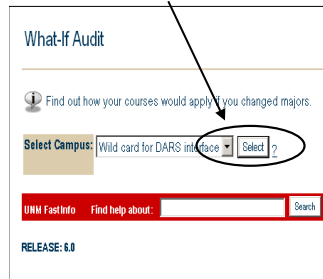 What-If Audit
Find out how your courses would apply if you changed majors.
Select Campus: Wild card for DARS interface Select ?
UNM FastInfo Find help about: Search
RELEASE: 6.0